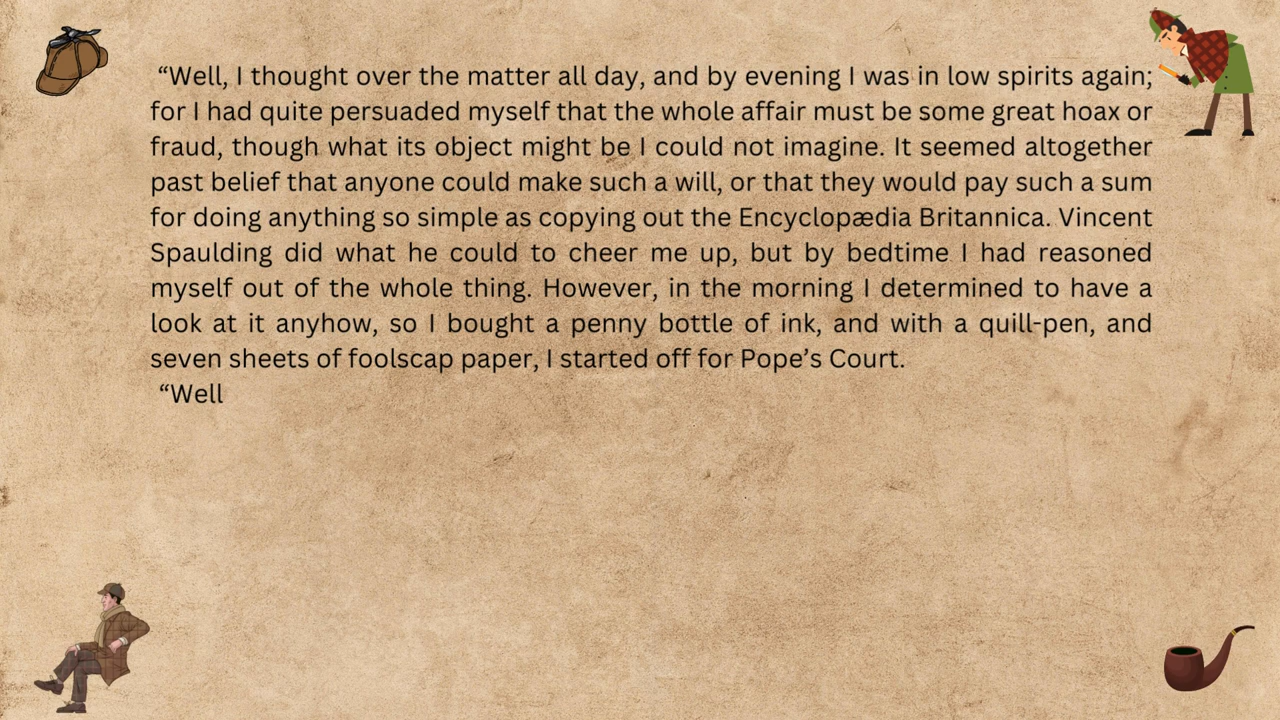 “Well, I thought over the matter all day, and by evening I was in low spirits again;
for I had quite persuaded myself that the whole affair must be some great hoax or
fraud, though what its object might be I could not imagine. It seemed altogether
past belief that anyone could make such a will, or that they would pay such a sum
for doing anything so simple as copying out the Encyclopædia Britannica. Vincent
Spaulding did what he could to cheer me up, but by bedtime I had reasoned
myself out of the whole thing. However, in the morning I determined to have a
look at it anyhow, so I bought a penny bottle of ink, and with a quill-pen, and
seven sheets of foolscap paper, I started off for Pope’s Court.
“Well